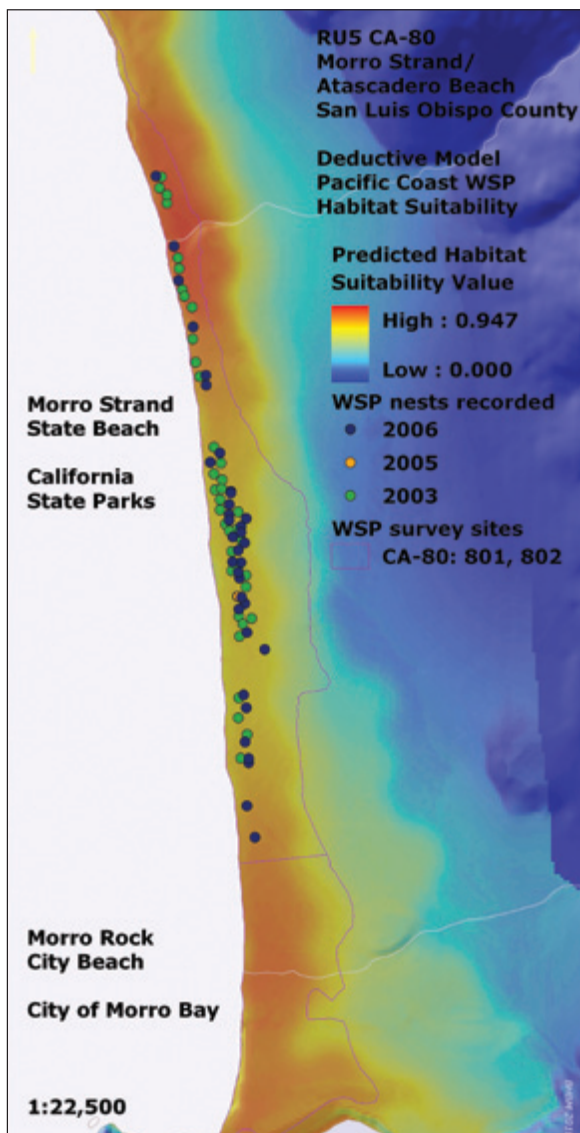 RU5 CA-80
Morro Strand/
Atascadero Beach
San Luis Obispo County
Deductive Model
Pacific Coast WSP
Habitat Suitability
Predicted Habitat
Suitability Value
High : 0.947
Low : 0.000
WSP nests recorded
2006
2005
2003
WSP survey sites
CA-80: 801, 802
Morro Strand
State Beach
California
State Parks
Morro Rock
City Beach
City of Morro Bay
1:22,500